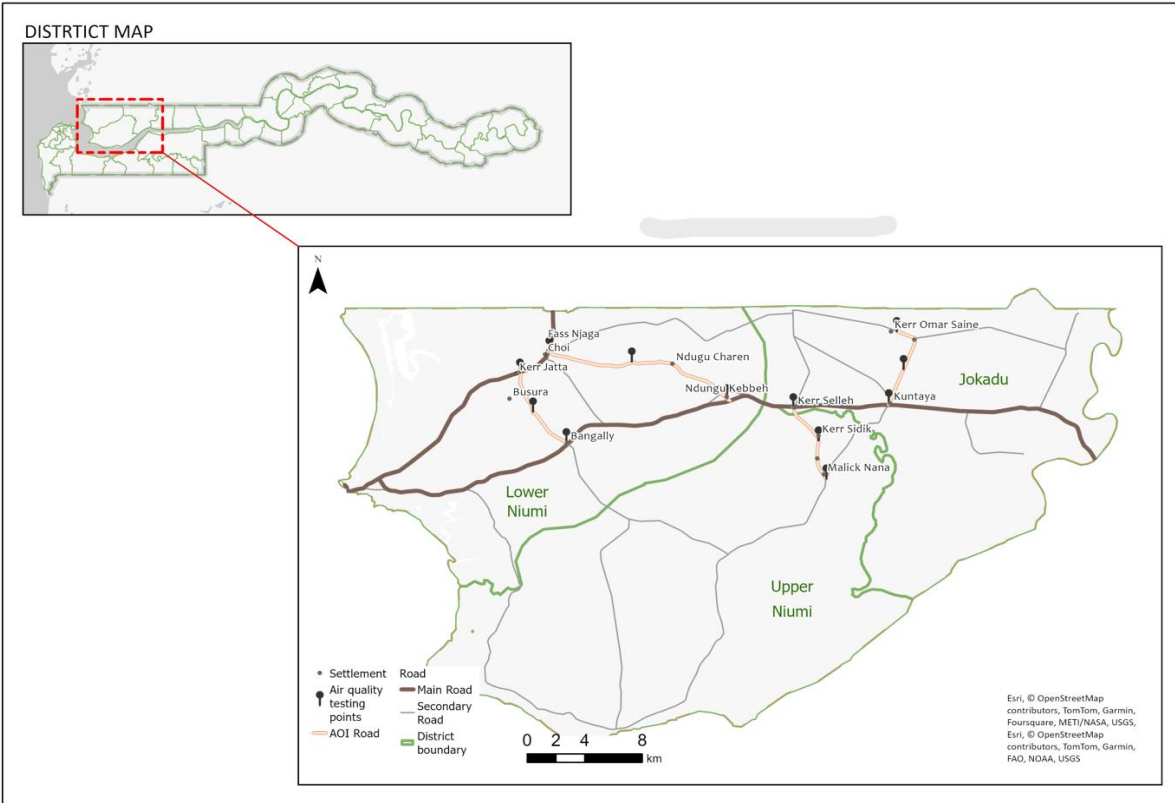 DISTRTICT MAP
N
Fass Njaga
Choi
Kerr Jatta
Busura
Bangally
Ndugu Charen
Ndungu Kebbeh
Kerr Omar Saine
Jokadu
Kerr Selleh
Kuntaya
Kerr Sidik
Malick Nana
Lower
Niumi
Upper
Niumi
Settlement
Air quality
testing
points
AOI Road
Road
Main Road
Secondary
Road
District
boundary
0 2 4 8
km
Esri, © OpenStreetMap
contributors, TomTom, Garmin,
Foursquare, METI/NASA, USGS,
Esri, © OpenStreetMap
contributors, TomTom, Garmin,
FAO, NOAA, USGS